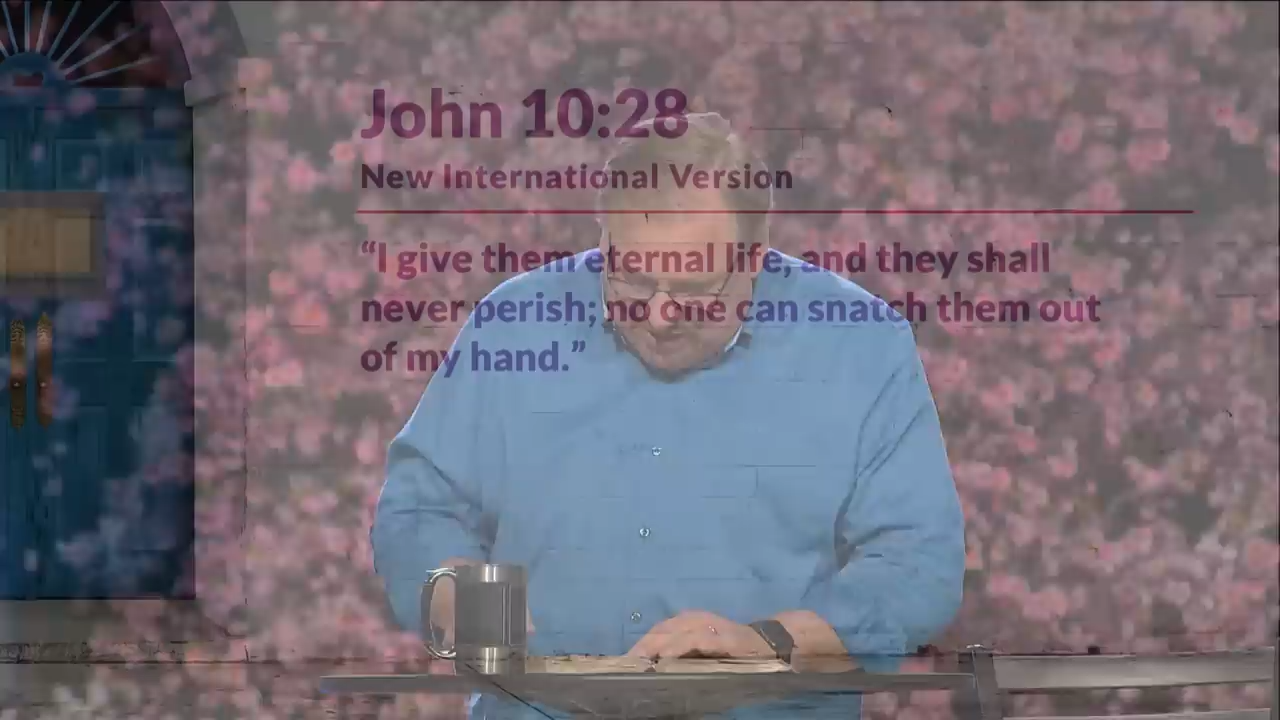 John 10:28
New International Version
“I give them eternal life, and they shall
never perish; no one can snatch them out
of my hand.”